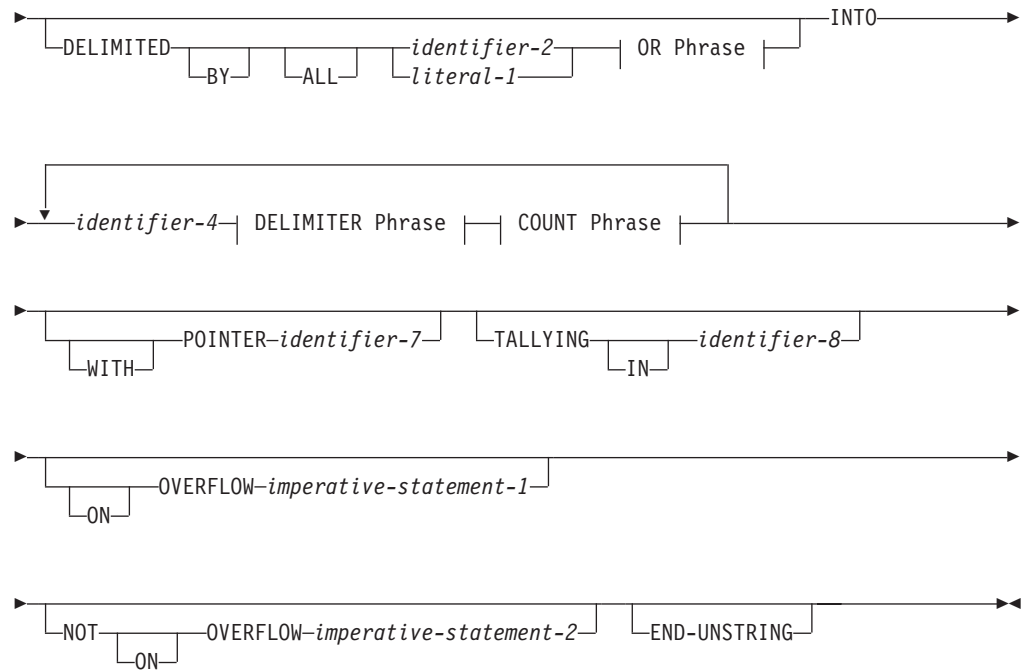 INTO
DELIMITED identifier-2 OR Phrase
BY ALL literal-1
identifier-4 DELIMITER Phrase COUNT Phrase
POINTER identifier-7 TALLYING identifier-8
WITH IN
OVERFLOW imperative-statement-1
ON
NOT OVERFLOW imperative-statement-2 END-UNSTRING
ON